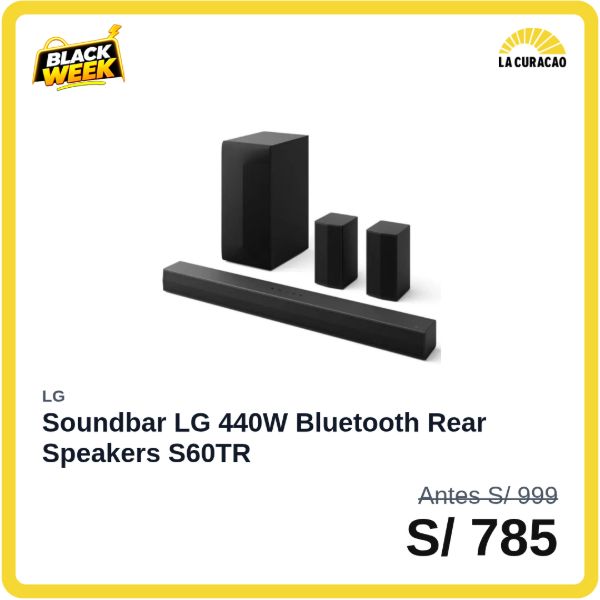 BLACK
WEEK
LA CURACAO
LG
Soundbar LG 440W Bluetooth Rear
Speakers S60TR
Antes S/ 999
S/ 785